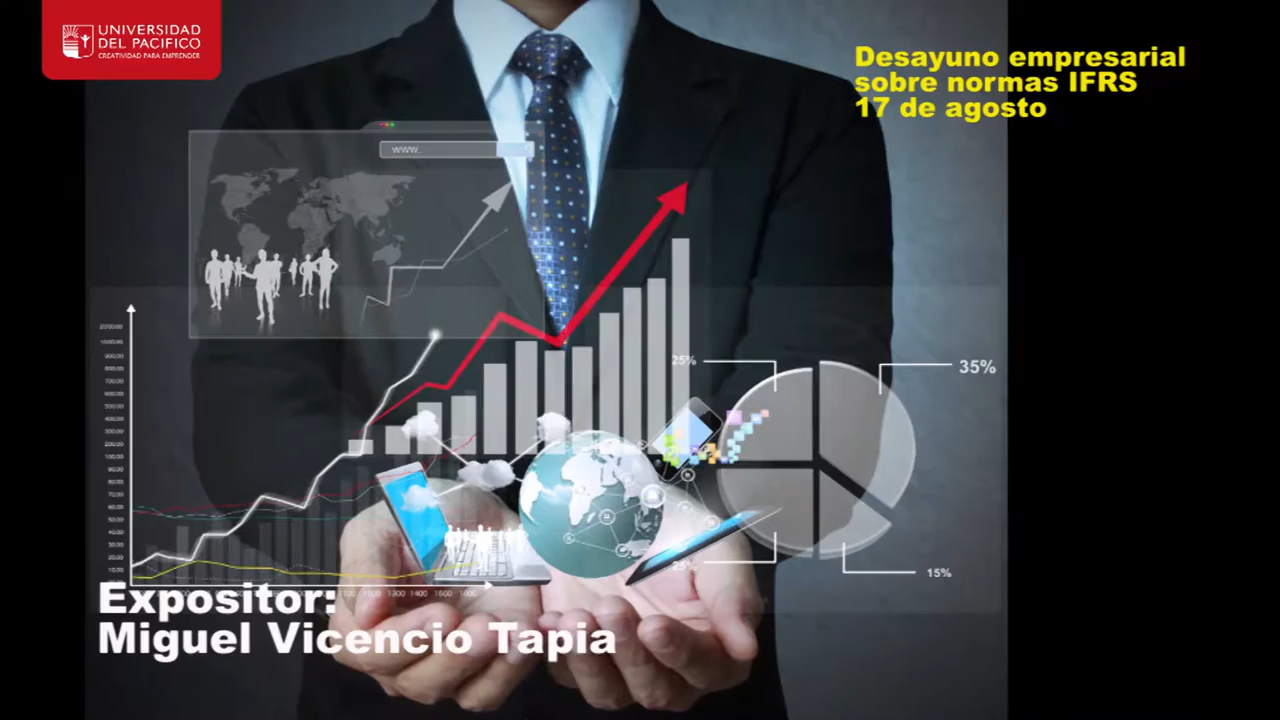 UNIVERSIDAD
DEL PACIFICO
CREATIVIDAD PARA EMPRENDER
Desayuno empresarial
sobre normas IFRS
17 de agosto
www.
25%
35%
25%
15%
Expositor:
Miguel Vicencio Tapia